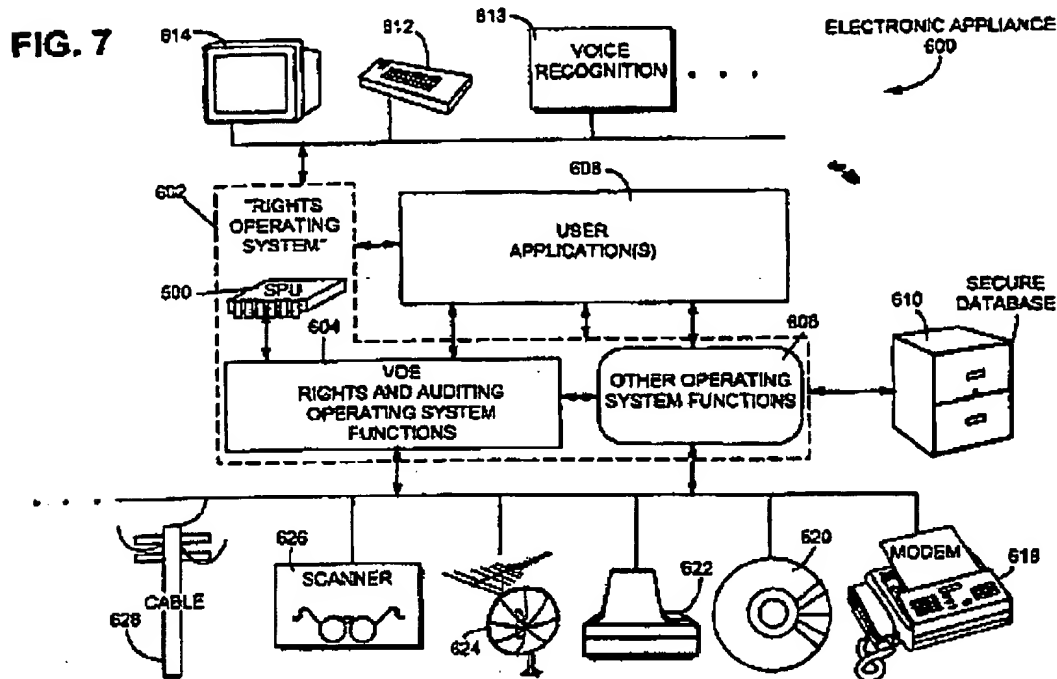 FIG. 7
614
612
613
VOICE
RECOGNITION
. . . .
ELECTRONIC APPLIANCE
600
602
"RIGHTS
OPERATING
SYSTEM"
608
USER
APPLICATION(S)
500
SPU
604
606
610
SECURE
DATABASE
VDE
RIGHTS AND AUDITING
OPERATING SYSTEM
FUNCTIONS
OTHER OPERATING
SYSTEM FUNCTIONS
. . . .
CABLE
628
626
SCANNER
624
622
620
MODEM
618